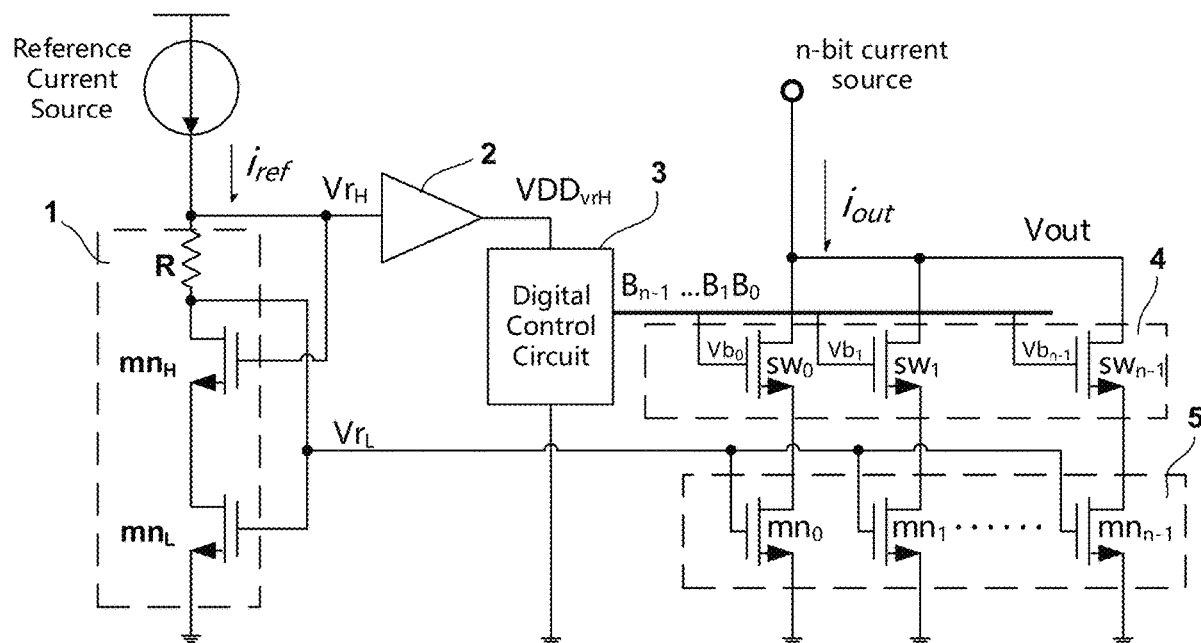 Reference
Current
Source
n-bit current
source
i_ref
Vr_H
2
VDD_vrH
3
i_out
Vout
4
1
R
Digital
Control
Circuit
B_n-1 ...B_1B_0
mn_H
Vb_0
sw_0
Vb_1
sw_1
Vb_n-1
sw_n-1
Vr_L
5
mn_L
mn_0
mn_1
......
mn_n-1